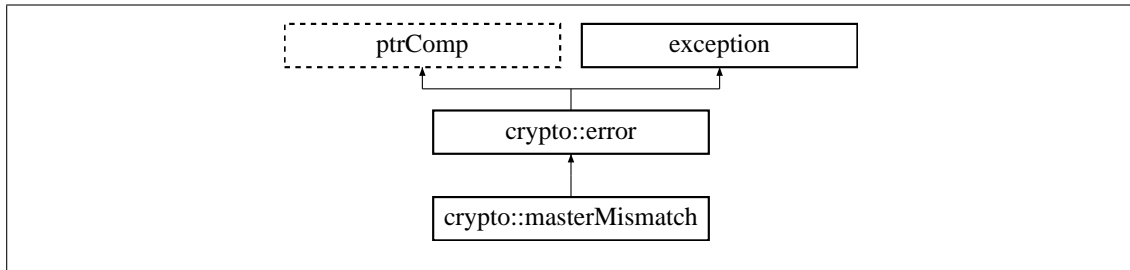 ptrComp
exception
crypto::error
crypto::masterMismatch